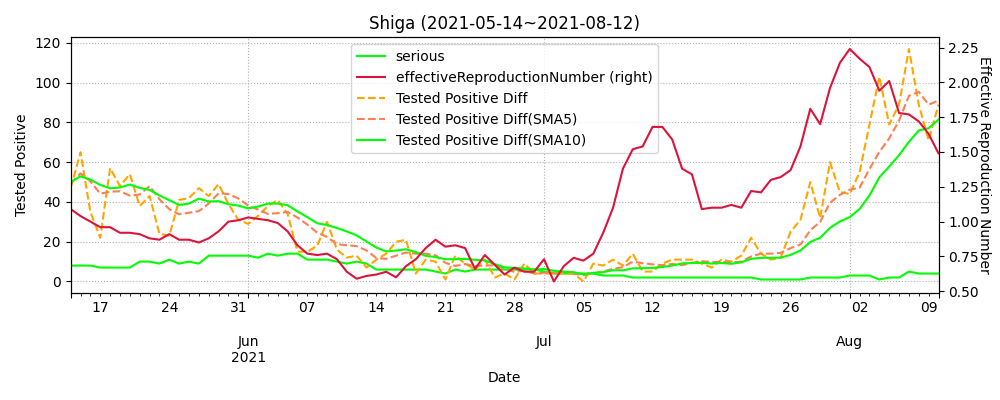 Shiga (2021-05-14~2021-08-12)
serious
effectiveReproductionNumber (right)
Tested Positive Diff
Tested Positive Diff(SMA5)
Tested Positive Diff(SMA10)
Tested Positive
120
100
80
60
40
20
0
2.25
2.00
1.75
1.50
1.25
1.00
0.75
0.50
Effective Reproduction Number
17 24 31 07 14 21 28 05 12 19 26 02 09
Jun Jul Aug
2021
Date